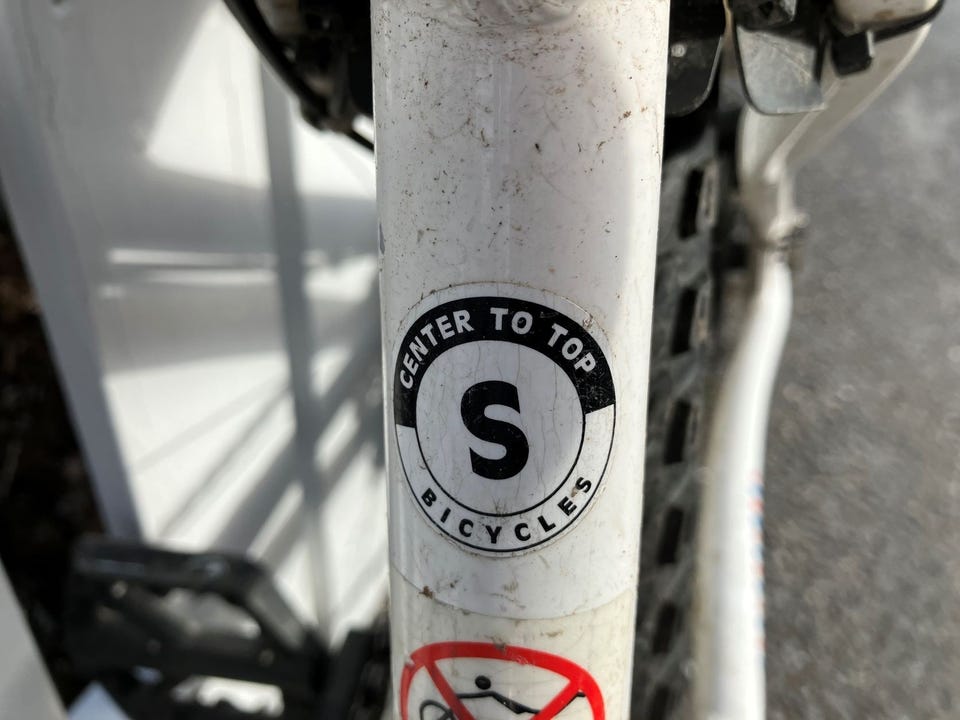 CENTER TO TOP
S
BICYCLES